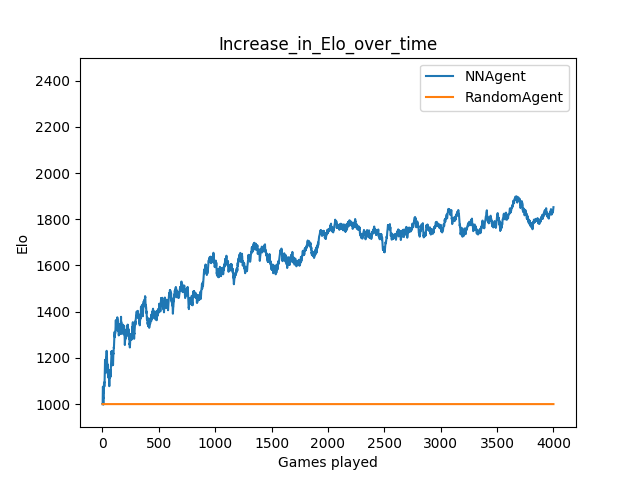 Increase_in_Elo_over_time
NNAgent
RandomAgent
2400
2200
2000
1800
1600
1400
1200
1000
Elo
0 500 1000 1500 2000 2500 3000 3500 4000
Games played